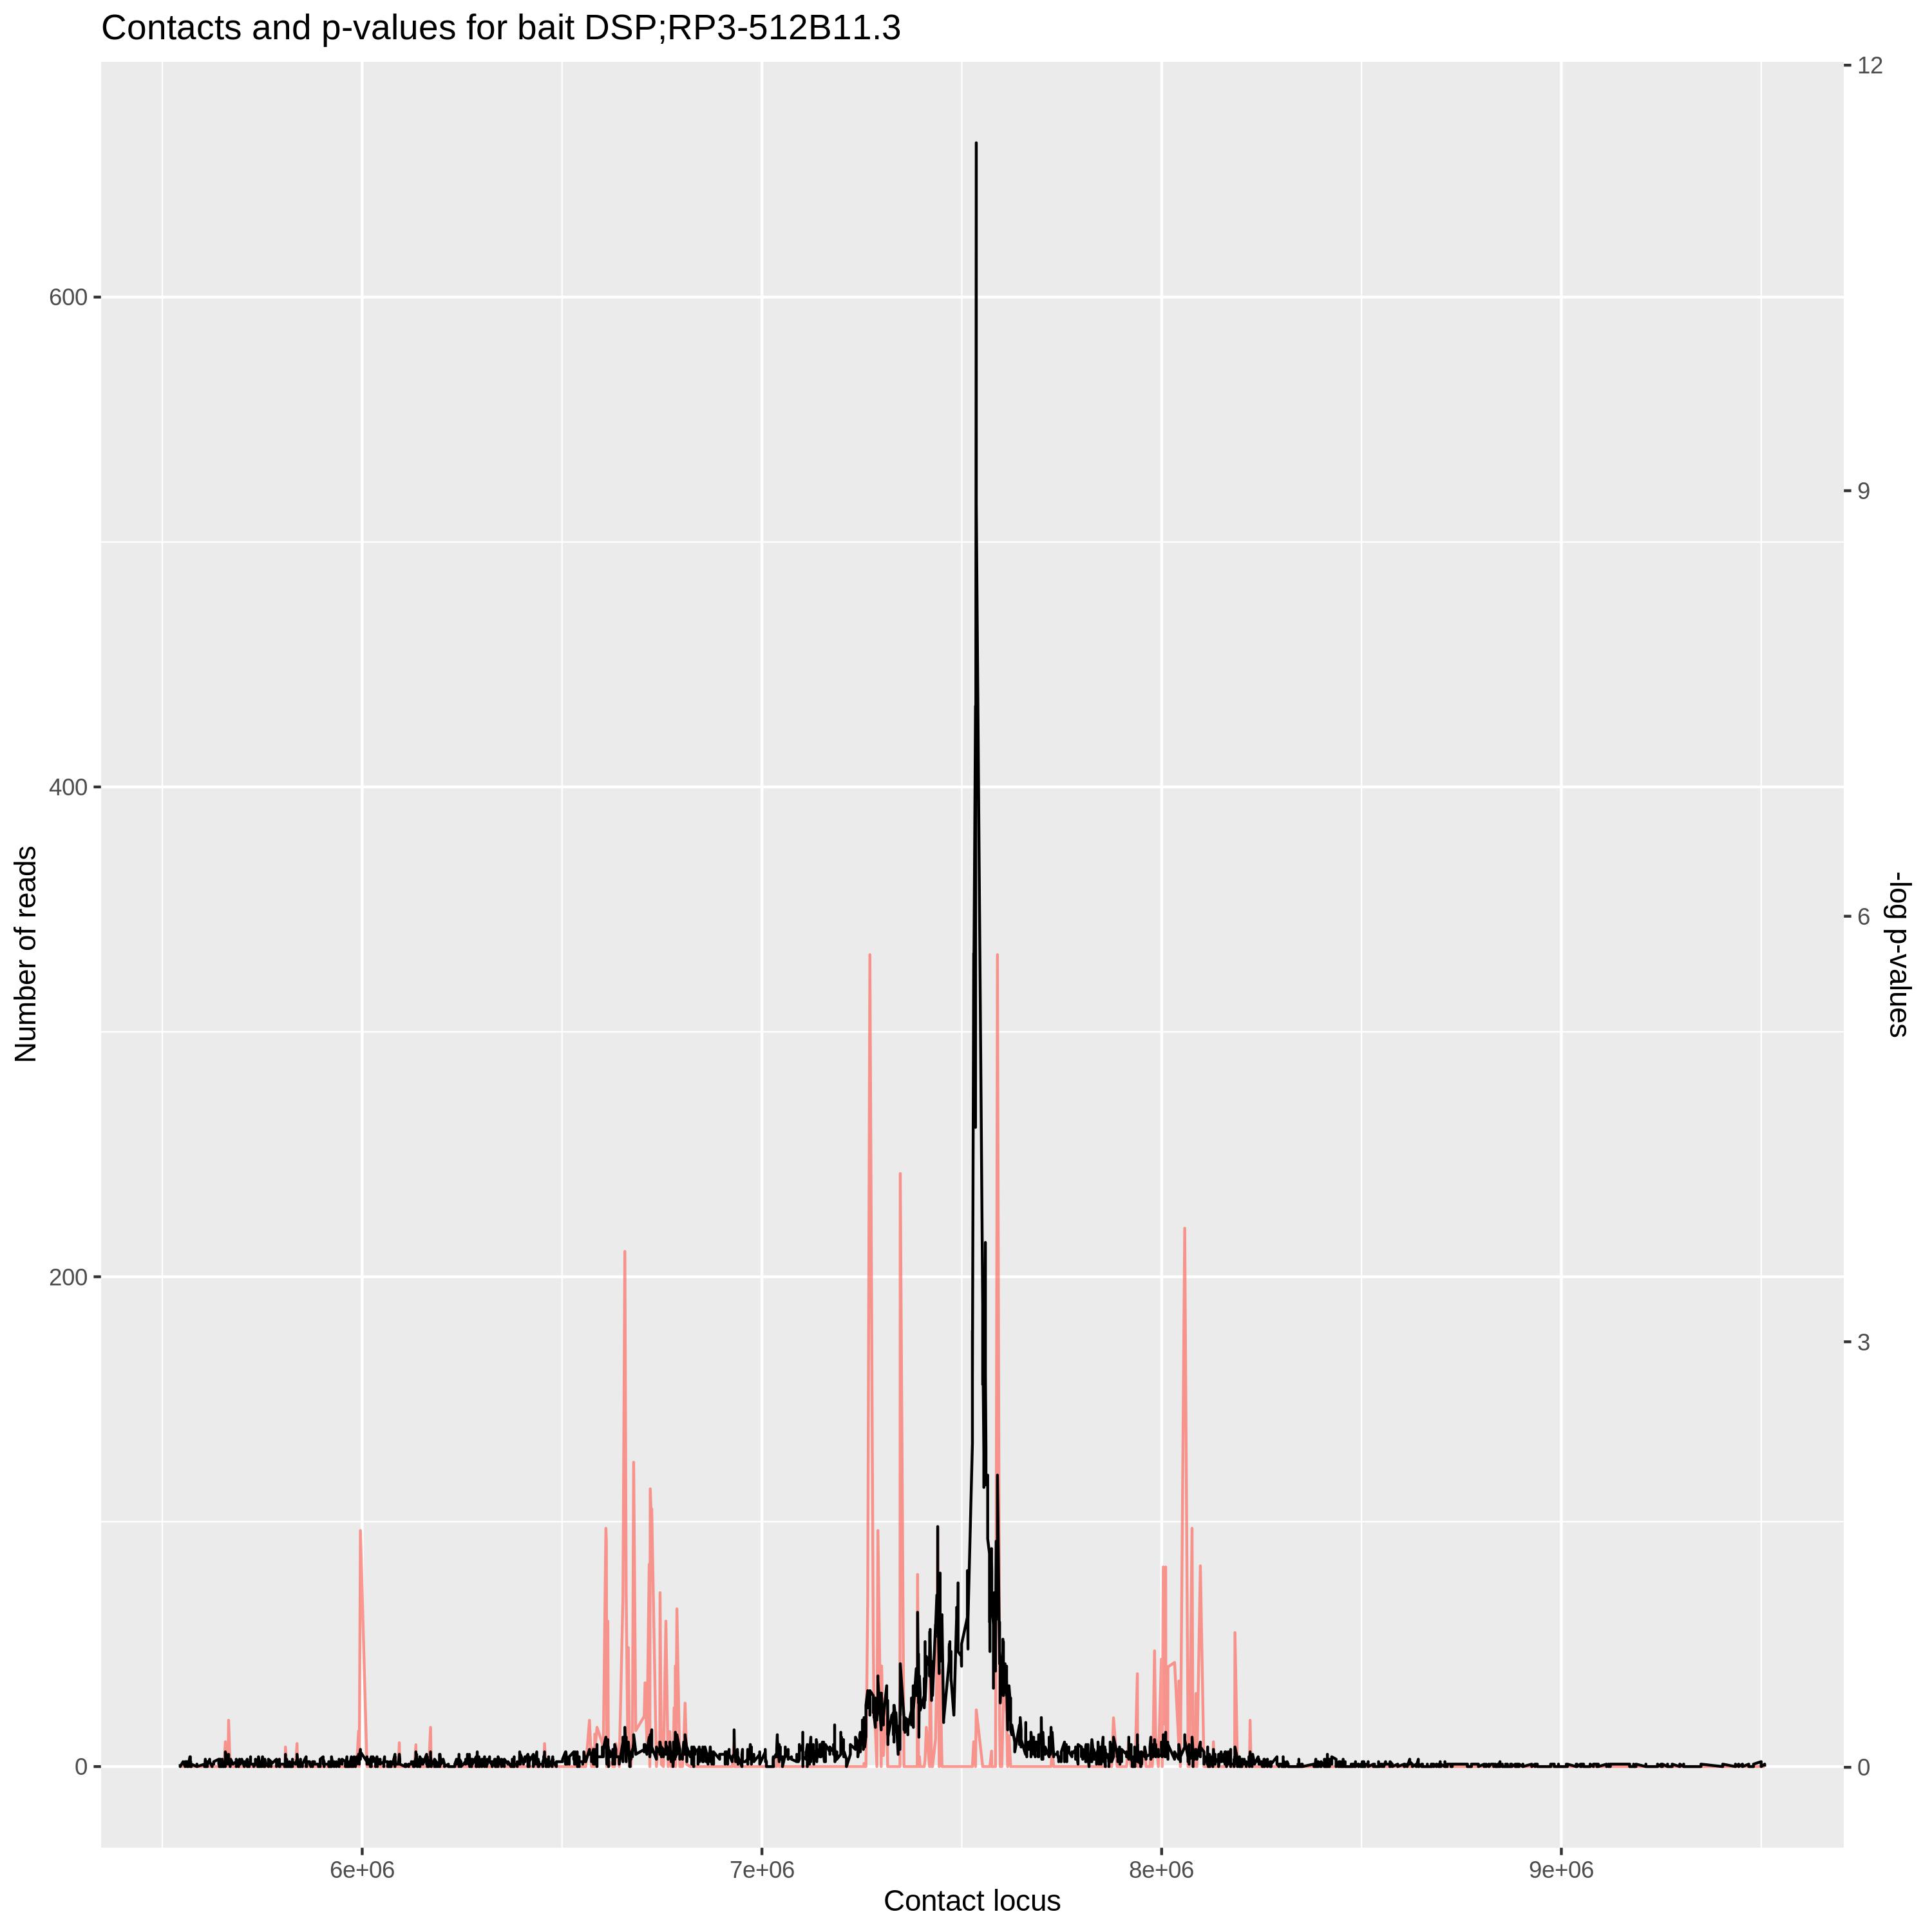 Contacts and p-values for bait DSP;RP3-512B11.3
12
600
9
400
6
Number of reads
-log p-values
200
3
0
0
6e+06
7e+06
8e+06
9e+06
Contact locus